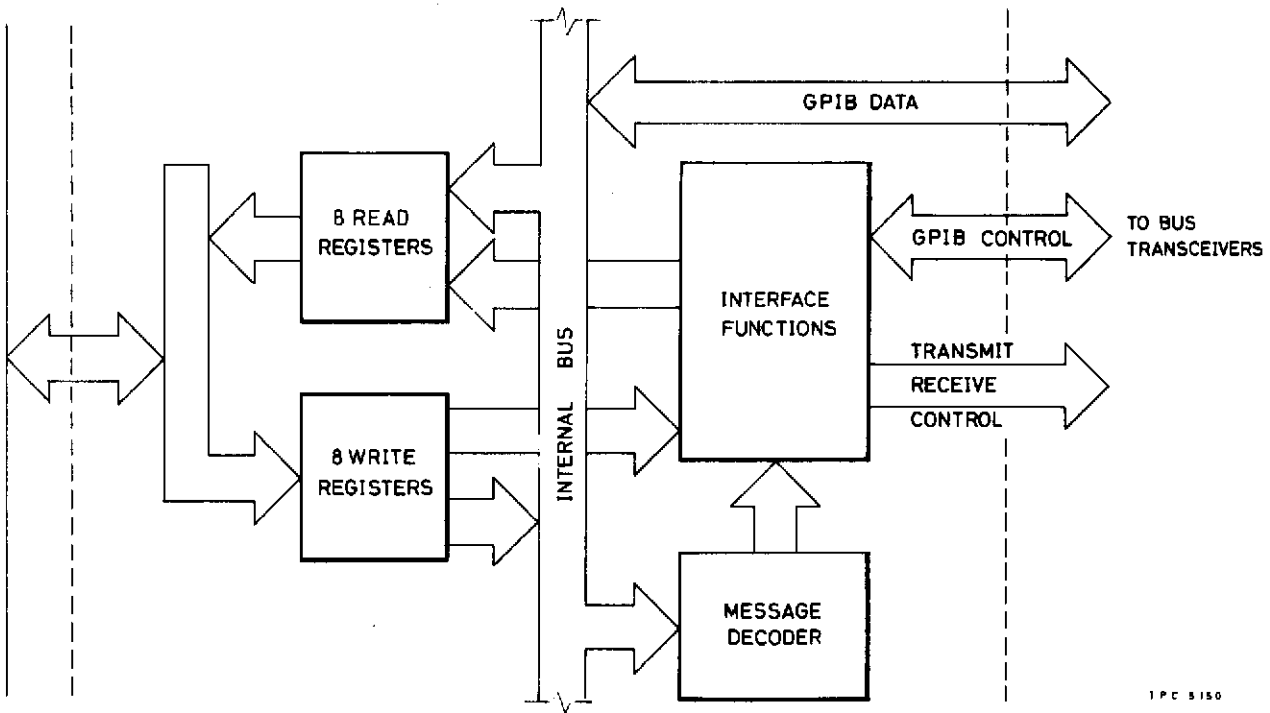 GPIB DATA
8 READ
REGISTERS
GPIB CONTROL
TO BUS
TRANSCEIVERS
INTERFACE
FUNCTIONS
TRANSMIT
RECEIVE
CONTROL
INTERNAL BUS
8 WRITE
REGISTERS
MESSAGE
DECODER
TPC 5150